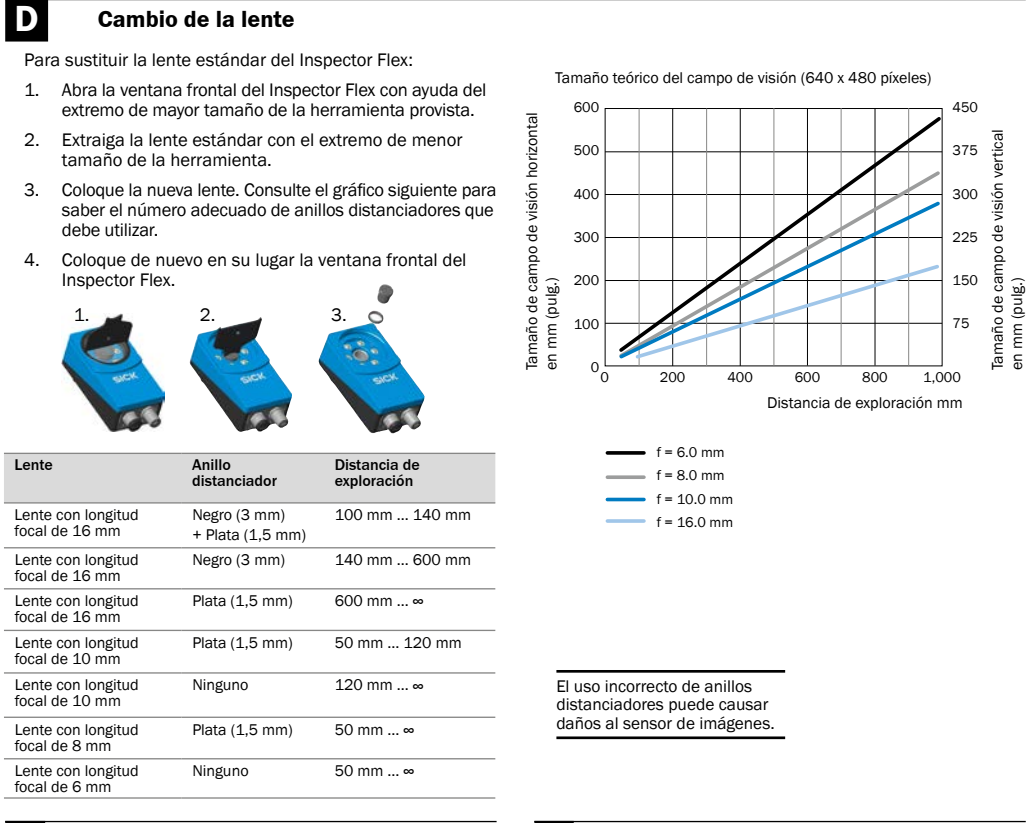 D
Cambio de la lente
Para sustituir la lente estándar del Inspector Flex:
1. Abra la ventana frontal del Inspector Flex con ayuda del
extremo de mayor tamaño de la herramienta provista.
2. Extraiga la lente estándar con el extremo de menor
tamaño de la herramienta.
3. Coloque la nueva lente. Consulte el gráfico siguiente para
saber el número adecuado de anillos distanciadores que
debe utilizar.
4. Coloque de nuevo en su lugar la ventana frontal del
Inspector Flex.
1. 2. 3.
SICK SICK SICK
Lente Anillo distanciador Distancia de exploración
Lente con longitud focal de 16 mm Negro (3 mm) + Plata (1,5 mm) 100 mm ... 140 mm
Lente con longitud focal de 16 mm Negro (3 mm) 140 mm ... 600 mm
Lente con longitud focal de 16 mm Plata (1,5 mm) 600 mm ... ∞
Lente con longitud focal de 10 mm Plata (1,5 mm) 50 mm ... 120 mm
Lente con longitud focal de 10 mm Ninguno 120 mm ... ∞
Lente con longitud focal de 8 mm Plata (1,5 mm) 50 mm ... ∞
Lente con longitud focal de 6 mm Ninguno 50 mm ... ∞
Tamaño teórico del campo de visión (640 x 480 píxeles)
Tamaño de campo de visión horizontal
en mm (pulg.)
600
500
400
300
200
100
0
450
375
300
225
150
75
Tamaño de campo de visión vertical
en mm (pulg.)
0 200 400 600 800 1,000
Distancia de exploración mm
f = 6.0 mm
f = 8.0 mm
f = 10.0 mm
f = 16.0 mm
El uso incorrecto de anillos
distanciadores puede causar
daños al sensor de imágenes.